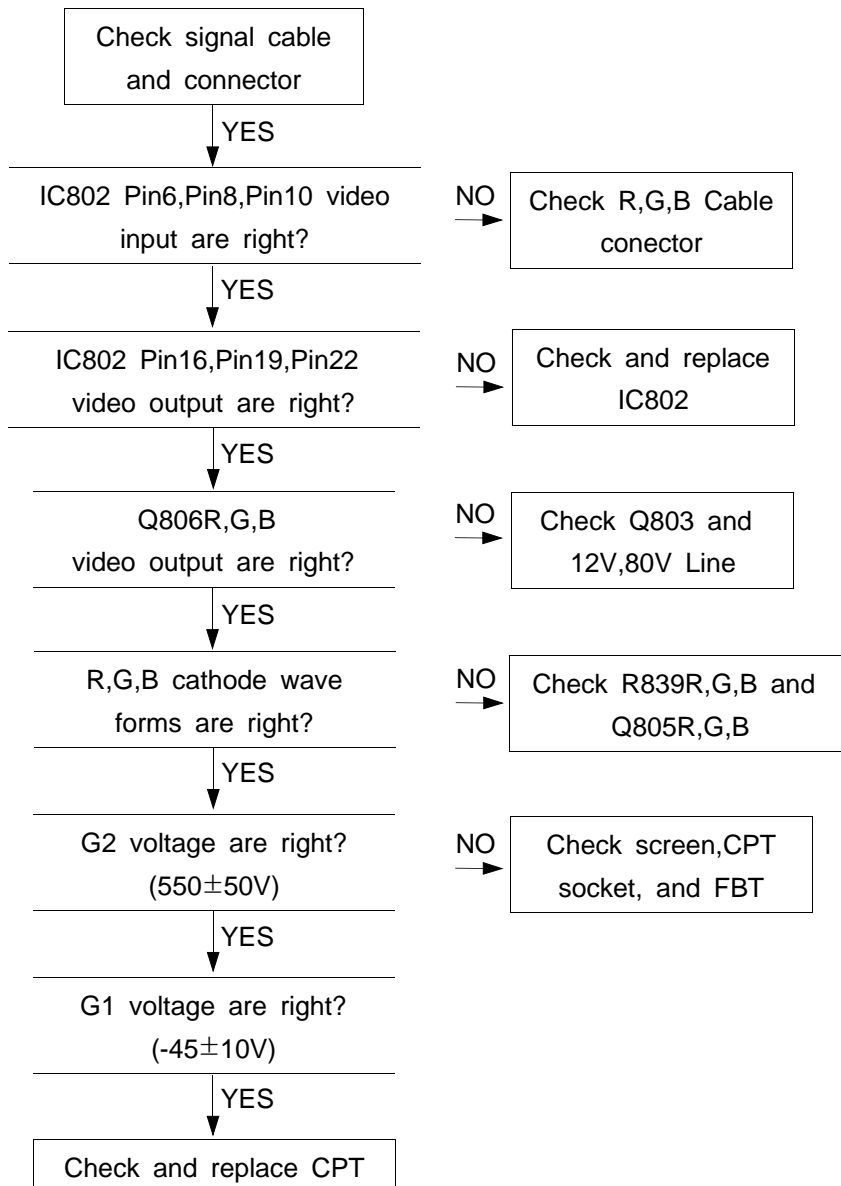 Check signal cable
and connector
YES
IC802 Pin6,Pin8,Pin10 video
input are right?
NO
Check R,G,B Cable
conector
YES
IC802 Pin16,Pin19,Pin22
video output are right?
NO
Check and replace
IC802
YES
Q806R,G,B
video output are right?
NO
Check Q803 and
12V,80V Line
YES
R,G,B cathode wave
forms are right?
NO
Check R839R,G,B and
Q805R,G,B
YES
G2 voltage are right?
(550±50V)
NO
Check screen,CPT
socket, and FBT
YES
G1 voltage are right?
(-45±10V)
YES
Check and replace CPT